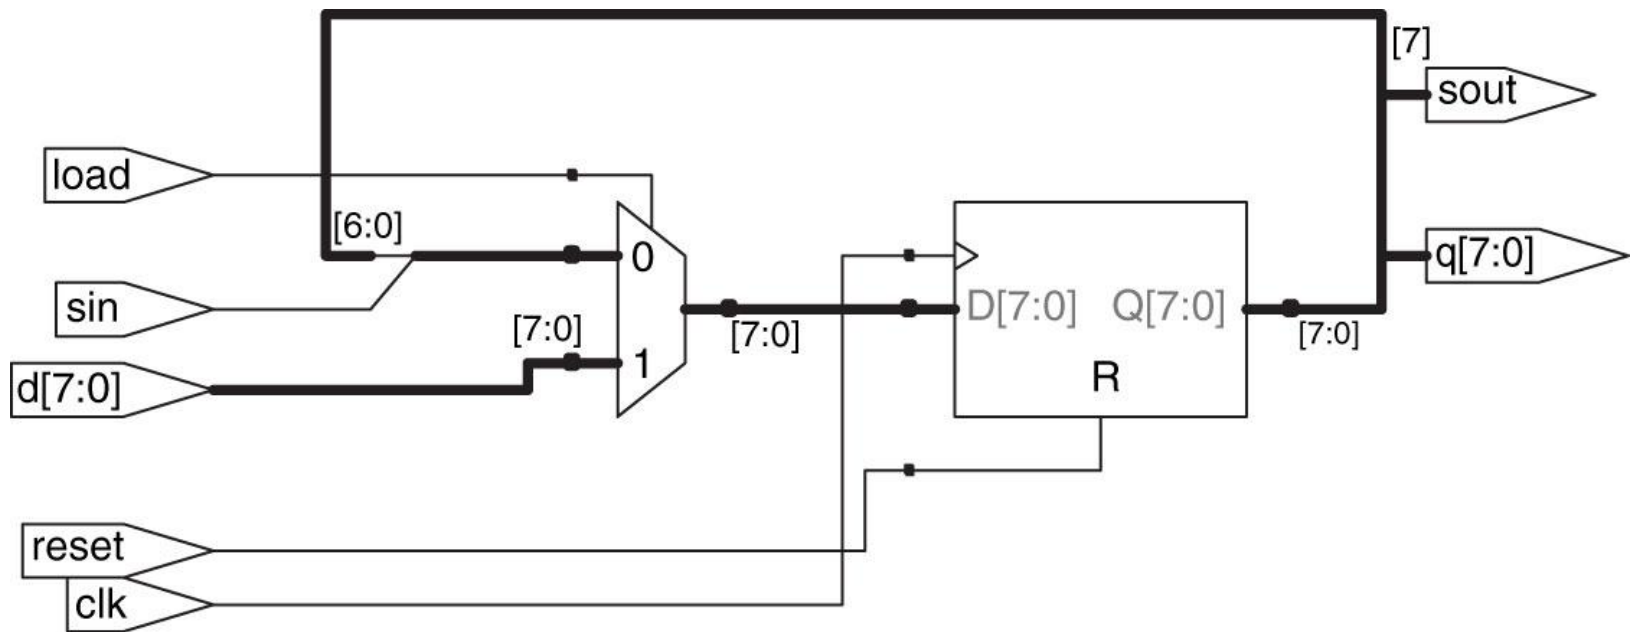 [7]
sout
load
[6:0]
0
q[7:0]
sin
D[7:0] Q[7:0]
[7:0]
[7:0]
[7:0]
1
d[7:0]
R
reset
clk